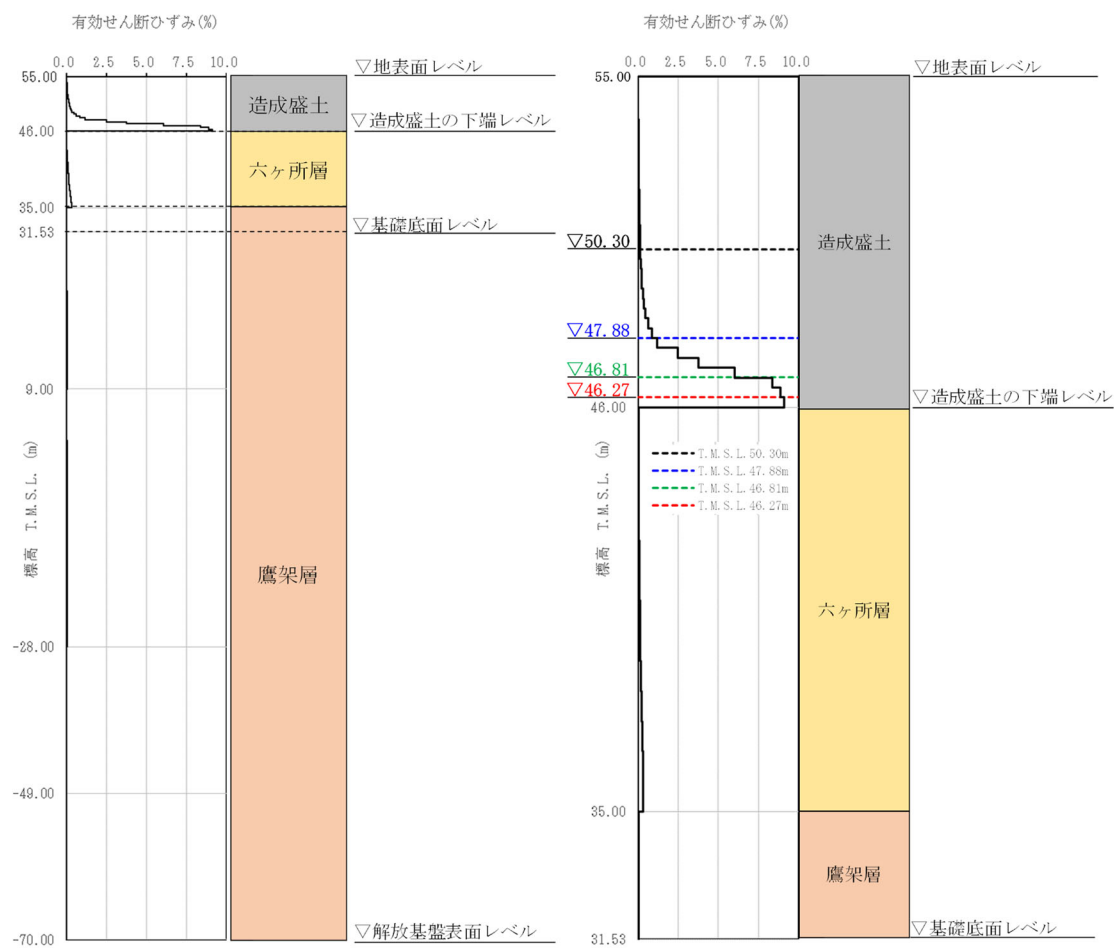 有効せん断ひずみ(%)
0.0 2.5 5.0 7.5 10.0
55.00
46.00
35.00
31.53
9.00
-28.00
-49.00
-70.00
標高 T.M.S.L. (m)
造成盛土
六ヶ所層
鷹架層
▽地表面レベル
▽造成盛土の下端レベル
▽基礎底面レベル
▽解放基盤表面レベル
有効せん断ひずみ(%)
0.0 2.5 5.0 7.5 10.0
55.00
▽50.30
▽47.88
▽46.81
▽46.27
46.00
35.00
31.53
標高 T.M.S.L. (m)
T.M.S.L.50.30m
T.M.S.L.47.88m
T.M.S.L.46.81m
T.M.S.L.46.27m
造成盛土
六ヶ所層
鷹架層
▽地表面レベル
▽造成盛土の下端レベル
▽基礎底面レベル